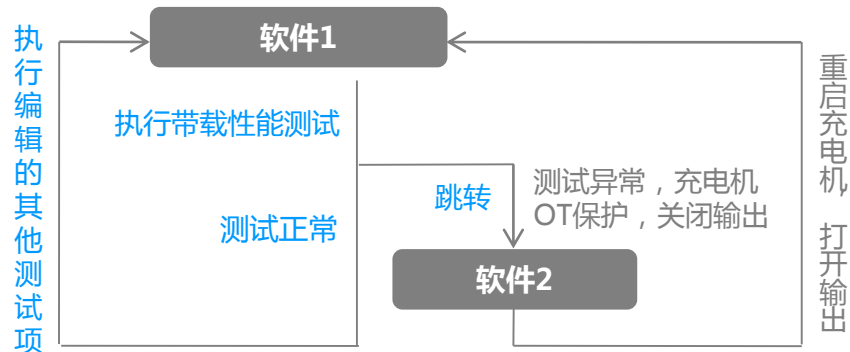 软件1
执行编辑的其他测试项
执行带载性能测试
测试正常
跳转
测试异常，充电机
OT保护，关闭输出
软件2
重启充电机，打开输出